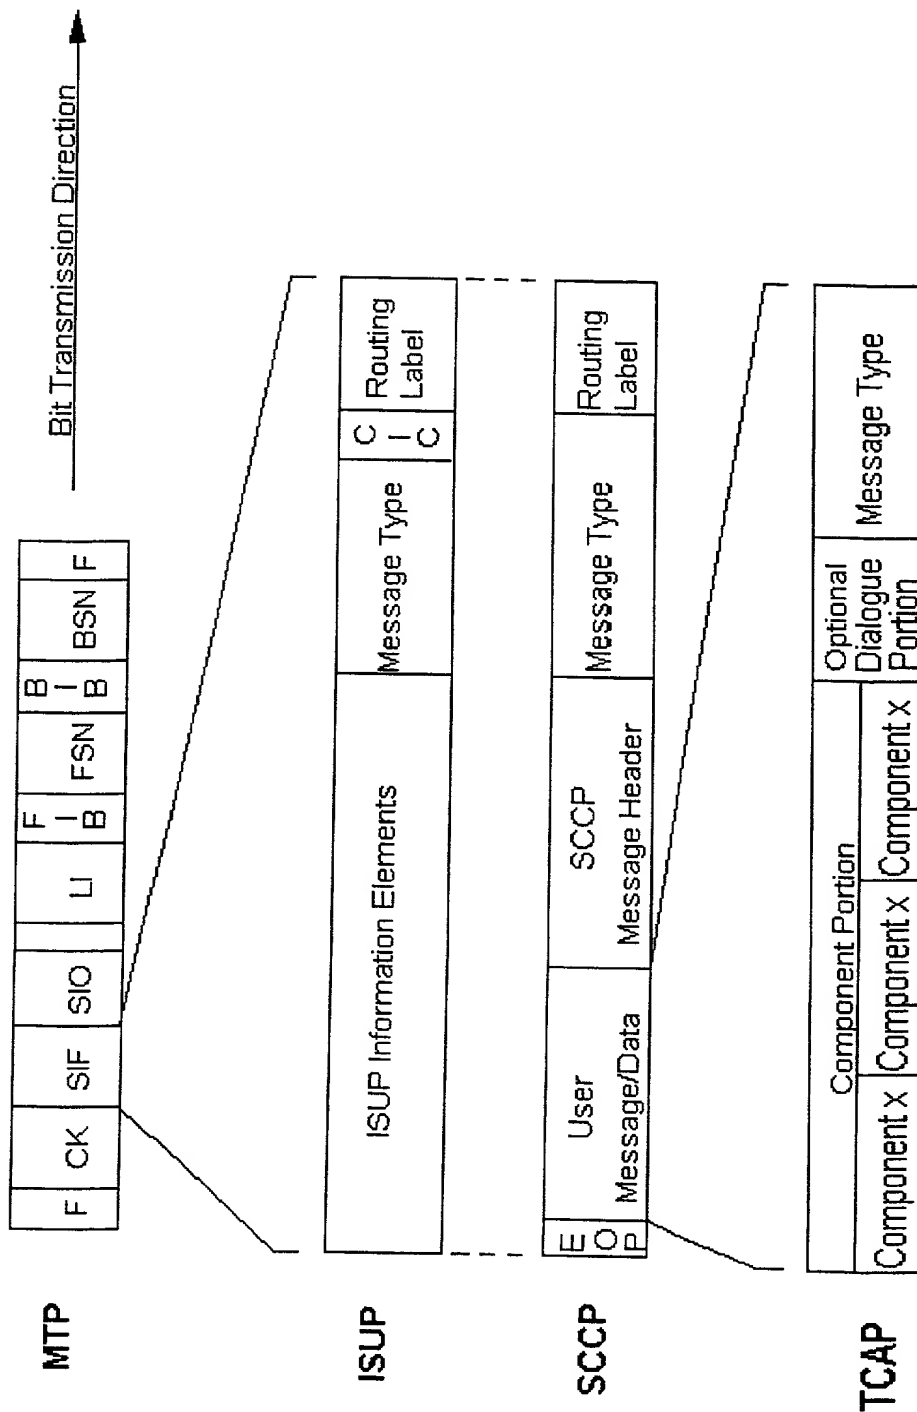 Bit Transmission Direction
MTP
F
CK
SIF
SIO
LI
F
I
B
FSN
B
I
B
BSN
F
ISUP
ISUP Information Elements
Message Type
C
I
C
Routing
Label
SCCP
E
O
P
User
Message/Data
SCCP
Message Header
Message Type
Routing
Label
TCAP
Component Portion
Component x
Component x
Component x
Optional
Dialogue
Portion
Message Type